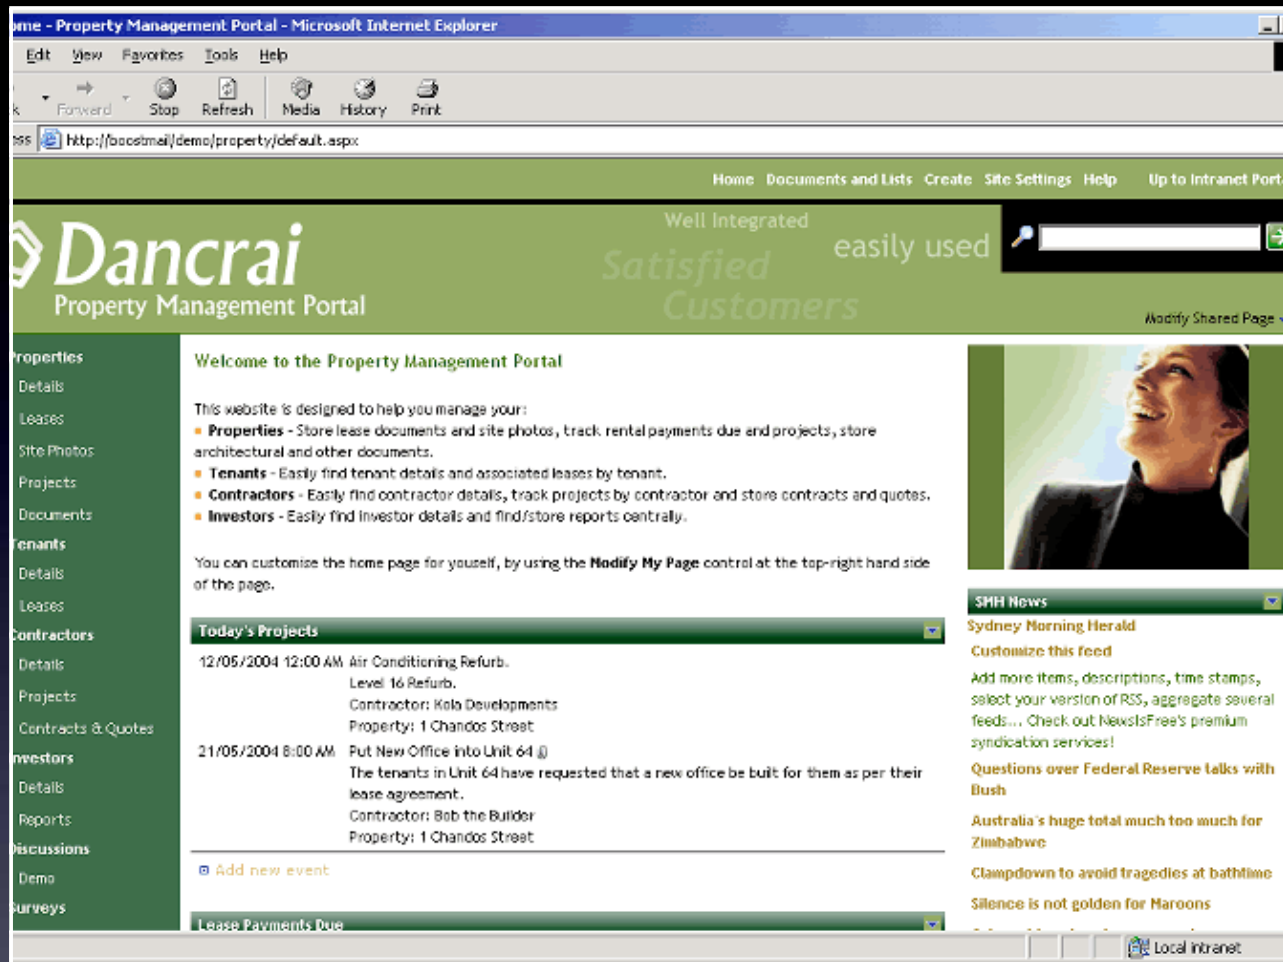 ome - Property Management Portal - Microsoft Internet Explorer
Edit View Favorites Tools Help
k Forward Stop Refresh Media History Print
ess http://boostmail/demo/property/default.aspx
Home Documents and Lists Create Site Settings Help Up to Intranet Port
Well Integrated
easily used
Satisfied
Customers
Dancrai
Property Management Portal
Modify Shared Page
Properties
Details
Leases
Site Photos
Projects
Documents
Tenants
Details
Leases
Contractors
Details
Projects
Contracts & Quotes
Investors
Details
Reports
Discussions
Demo
Surveys
Welcome to the Property Management Portal
This website is designed to help you manage your:
Properties - Store lease documents and site photos, track rental payments due and projects, store
architectural and other documents.
Tenants - Easily find tenant details and associated leases by tenant.
Contractors - Easily find contractor details, track projects by contractor and store contracts and quotes.
Investors - Easily find investor details and find/store reports centrally.
You can customise the home page for youself, by using the Modify My Page control at the top-right hand side
of the page.
Today's Projects
12/05/2004 12:00 AM Air Conditioning Refurb.
Level 16 Refurb.
Contractor: Kola Developments
Property: 1 Chandos Street
21/05/2004 8:00 AM Put New Office into Unit 64
The tenants in Unit 64 have requested that a new office be built for them as per their
lease agreement.
Contractor: Bob the Builder
Property: 1 Chandos Street
Add new event
Lease Payments Due
SMH News
Sydney Morning Herald
Customize this feed
Add more items, descriptions, time stamps,
select your version of RSS, aggregate several
feeds... Check out NewsIsFree's premium
syndication services!
Questions over Federal Reserve talks with
Bush
Australia's huge total much too much for
Zimbabwe
Clampdown to avoid tragedies at bathtime
Silence is not golden for Maroons
Local intranet